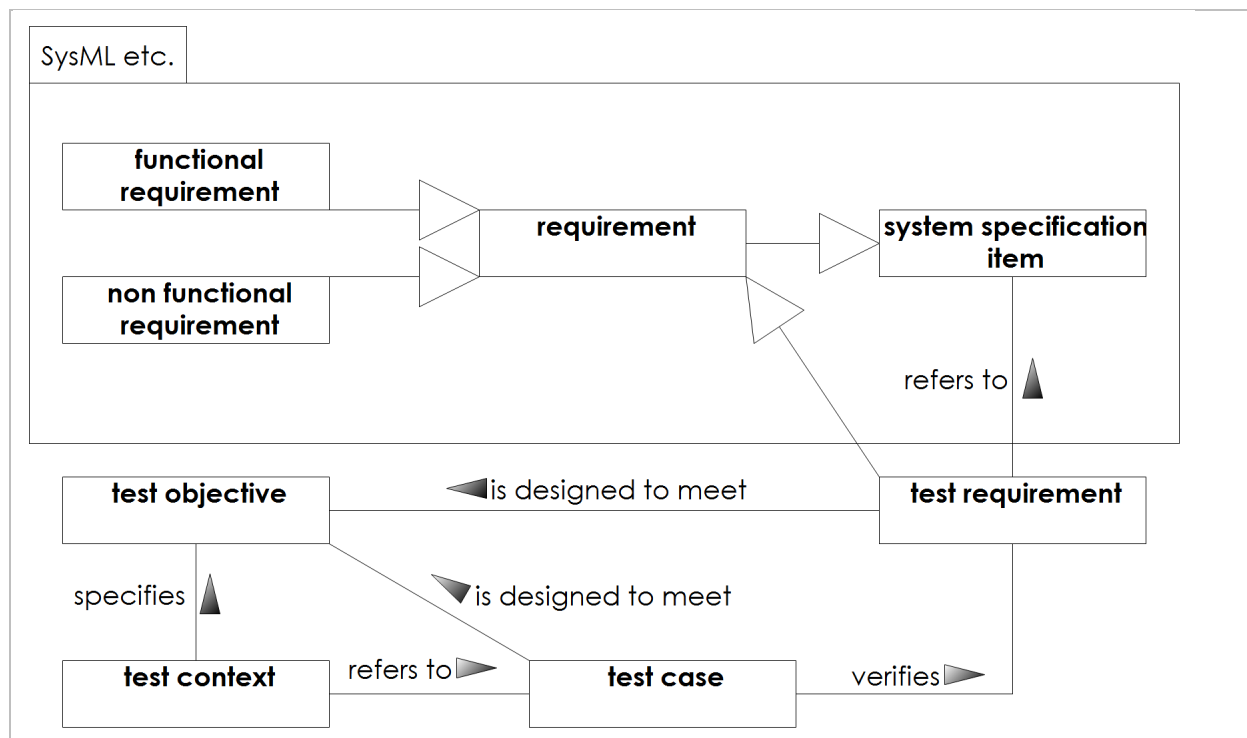 SysML etc.
functional
requirement
requirement
system specification
item
non functional
requirement
refers to
test objective
is designed to meet
test requirement
specifies
is designed to meet
test context
refers to
test case
verifies